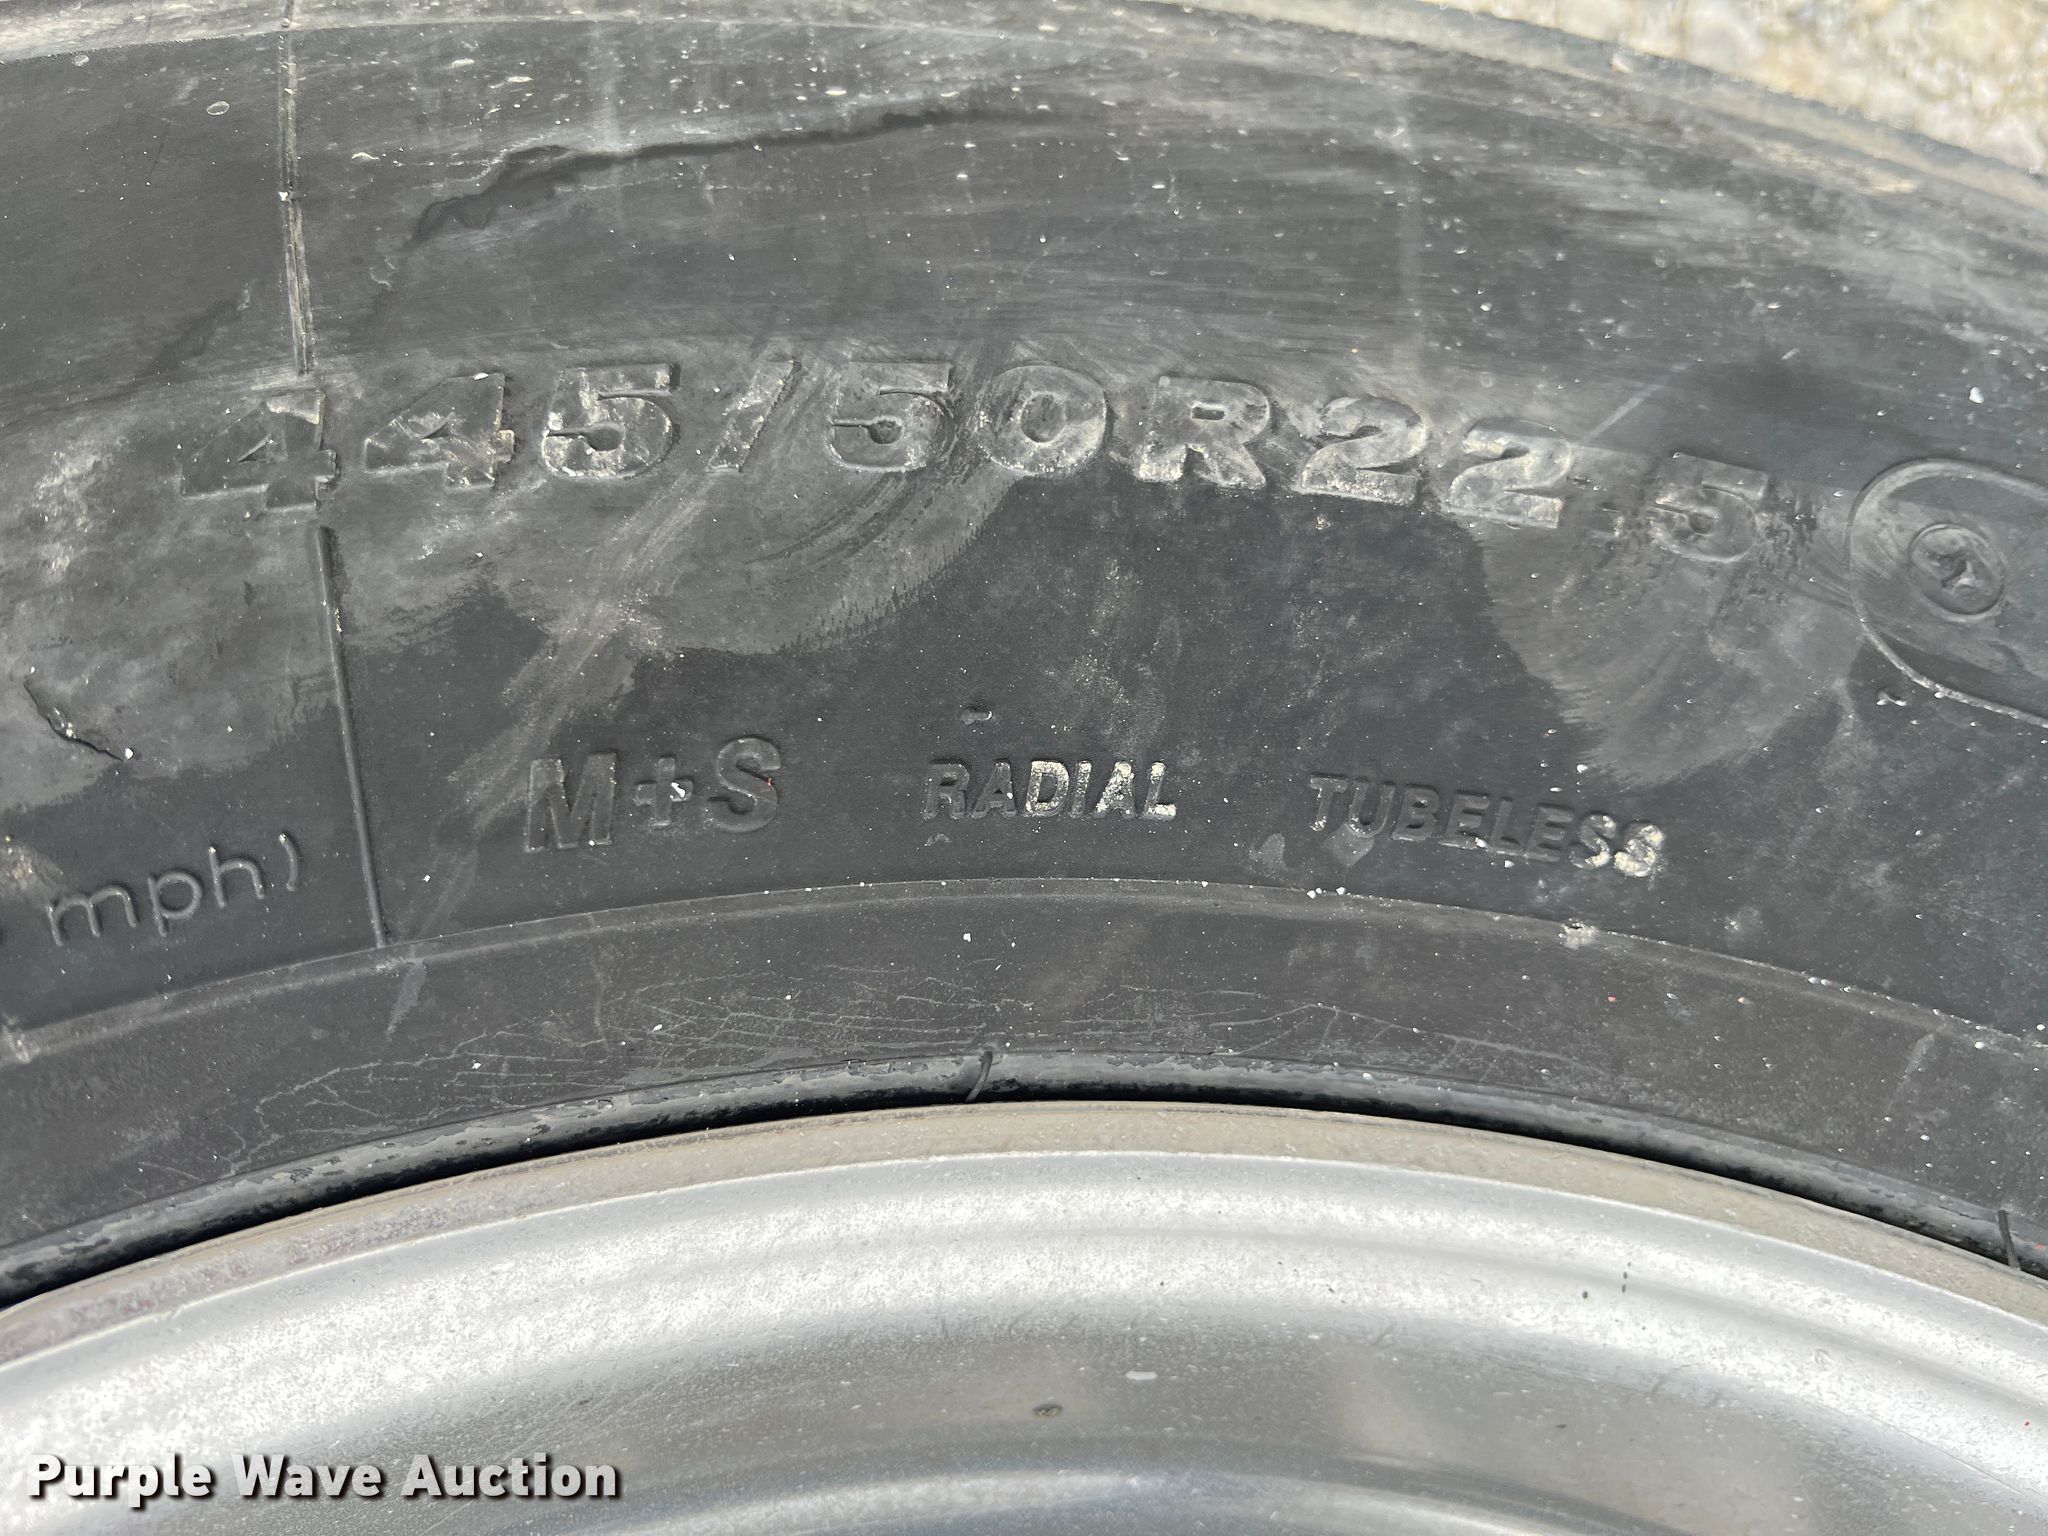 445/50R22.5
M+S RADIAL TUBELESS
mph)
Purple Wave Auction